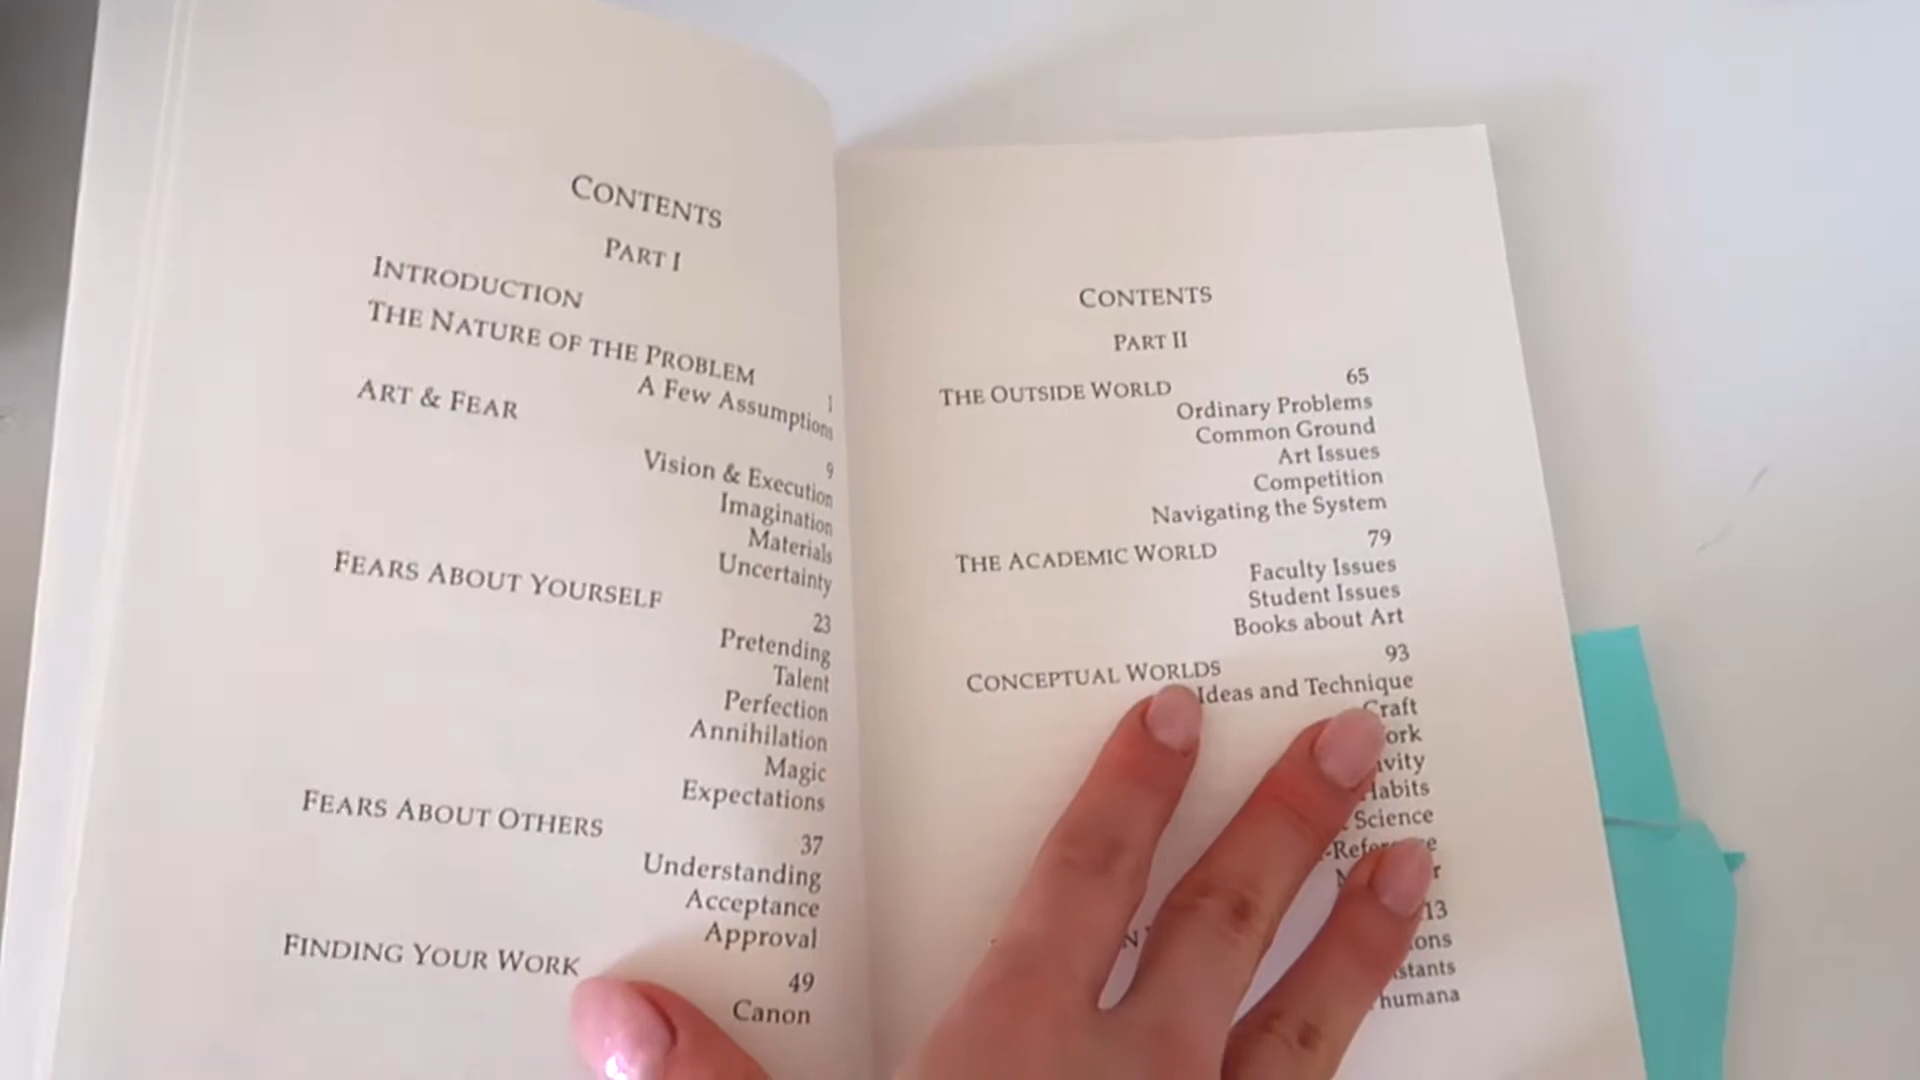 CONTENTS
PART I
INTRODUCTION
THE NATURE OF THE PROBLEM
1
A Few Assumptions
ART & FEAR
9
Vision & Execution
Imagination
Materials
Uncertainty
FEARS ABOUT YOURSELF
23
Pretending
Talent
Perfection
Annihilation
Magic
Expectations
FEARS ABOUT OTHERS
37
Understanding
Acceptance
Approval
FINDING YOUR WORK
49
Canon
CONTENTS
PART II
THE OUTSIDE WORLD
65
Ordinary Problems
Common Ground
Art Issues
Competition
Navigating the System
THE ACADEMIC WORLD
79
Faculty Issues
Student Issues
Books about Art
CONCEPTUAL WORLDS
93
Ideas and Technique
Craft
Habits
Science
humana